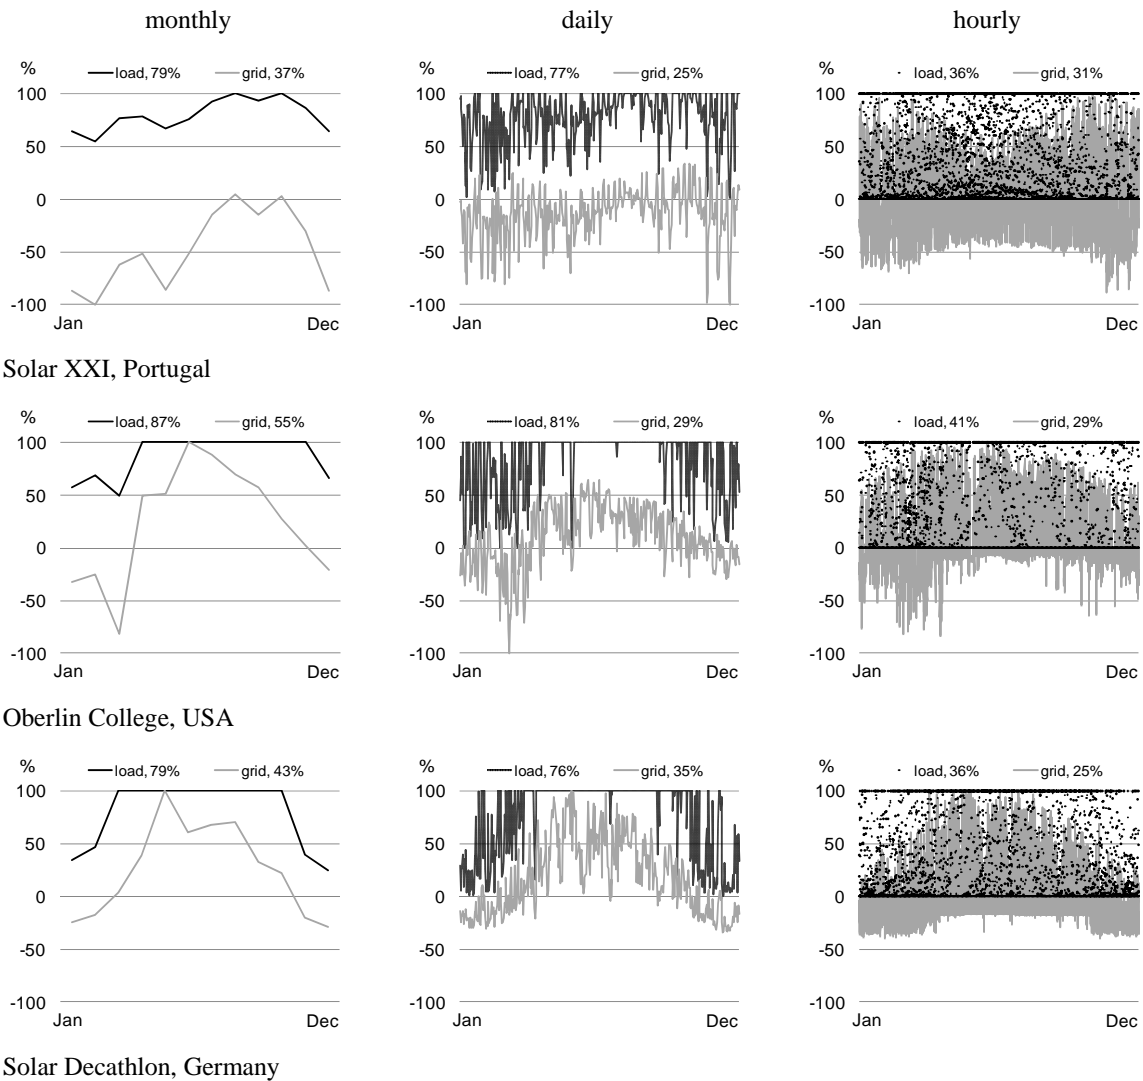 monthly daily hourly
% load, 79% grid, 37% % load, 77% grid, 25% % load, 36% grid, 31%
100 100 100
50 50 50
0 0 0
-50 -50 -50
-100 -100 -100
Jan Dec Jan Dec Jan Dec
Solar XXI, Portugal
% load, 87% grid, 55% % load, 81% grid, 29% % load, 41% grid, 29%
100 100 100
50 50 50
0 0 0
-50 -50 -50
-100 -100 -100
Jan Dec Jan Dec Jan Dec
Oberlin College, USA
% load, 79% grid, 43% % load, 76% grid, 35% % load, 36% grid, 25%
100 100 100
50 50 50
0 0 0
-50 -50 -50
-100 -100 -100
Jan Dec Jan Dec Jan Dec
Solar Decathlon, Germany